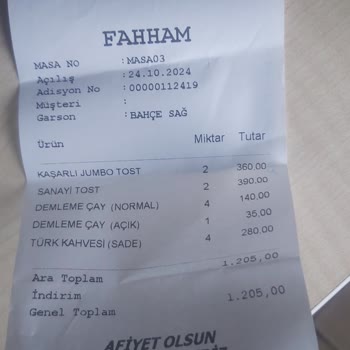 FAHHAM
MASA NO :MASA03
Açılış :24.10.2024
Adisyon No :00000112419
Müşteri :
Garson :BAHÇE SAĞ
Ürün Miktar Tutar
KAŞARLI JUMBO TOST 2 360,00
SANAYİ TOST 2 390,00
DEMLEME ÇAY (NORMAL) 4 140,00
DEMLEME ÇAY (AÇIK) 1 35,00
TÜRK KAHVESİ (SADE) 4 280,00
Ara Toplam 1.205,00
İndirim
Genel Toplam 1.205,00
AFİYET OLSUN